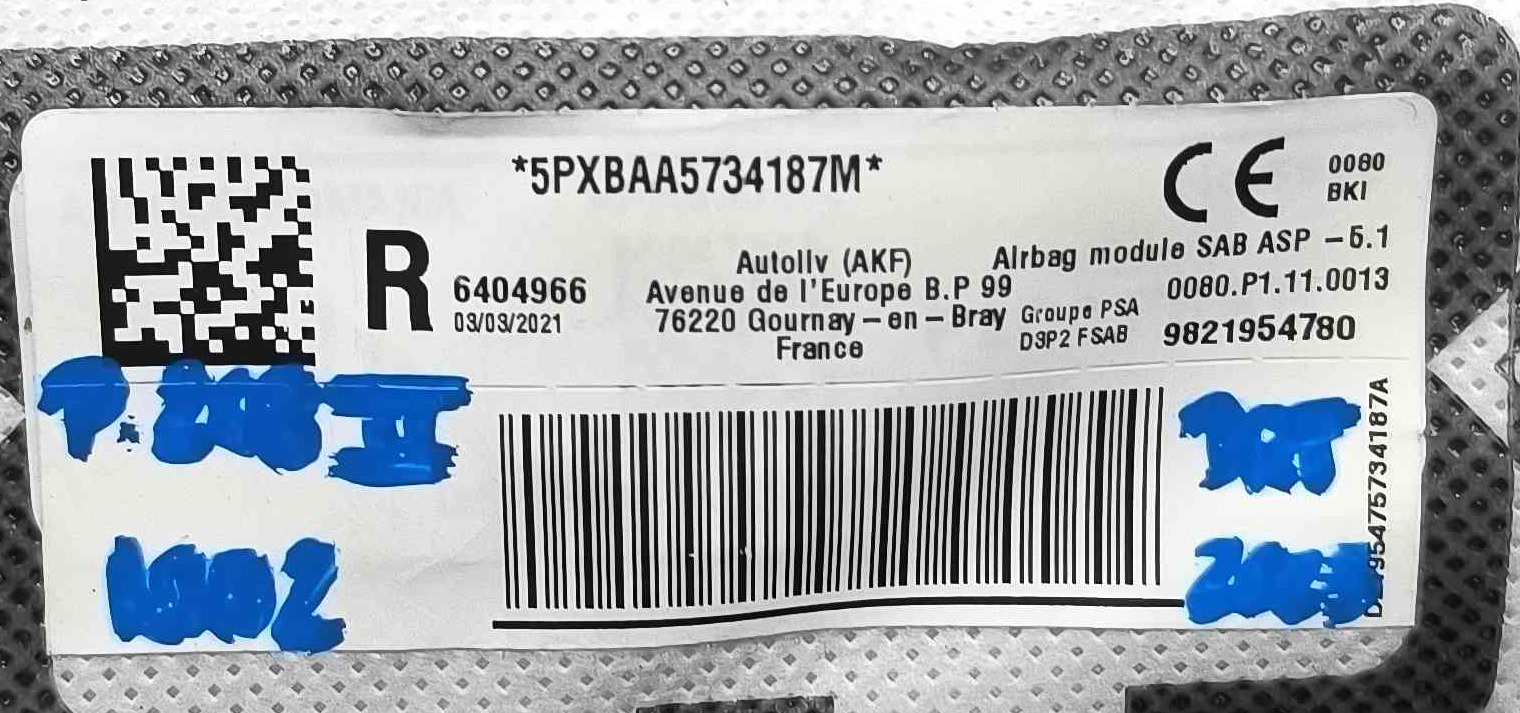 *5PXBAA5734187M*
CE 0080
BKI
R 6404966
03/03/2021
Autoliv (AKF)
Avenue de l'Europe B.P 99
76220 Gournay-en-Bray
France
Airbag module SAB ASP -5.1
0080.P1.11.0013
Groupe PSA
D3P2 FSAB
9821954780